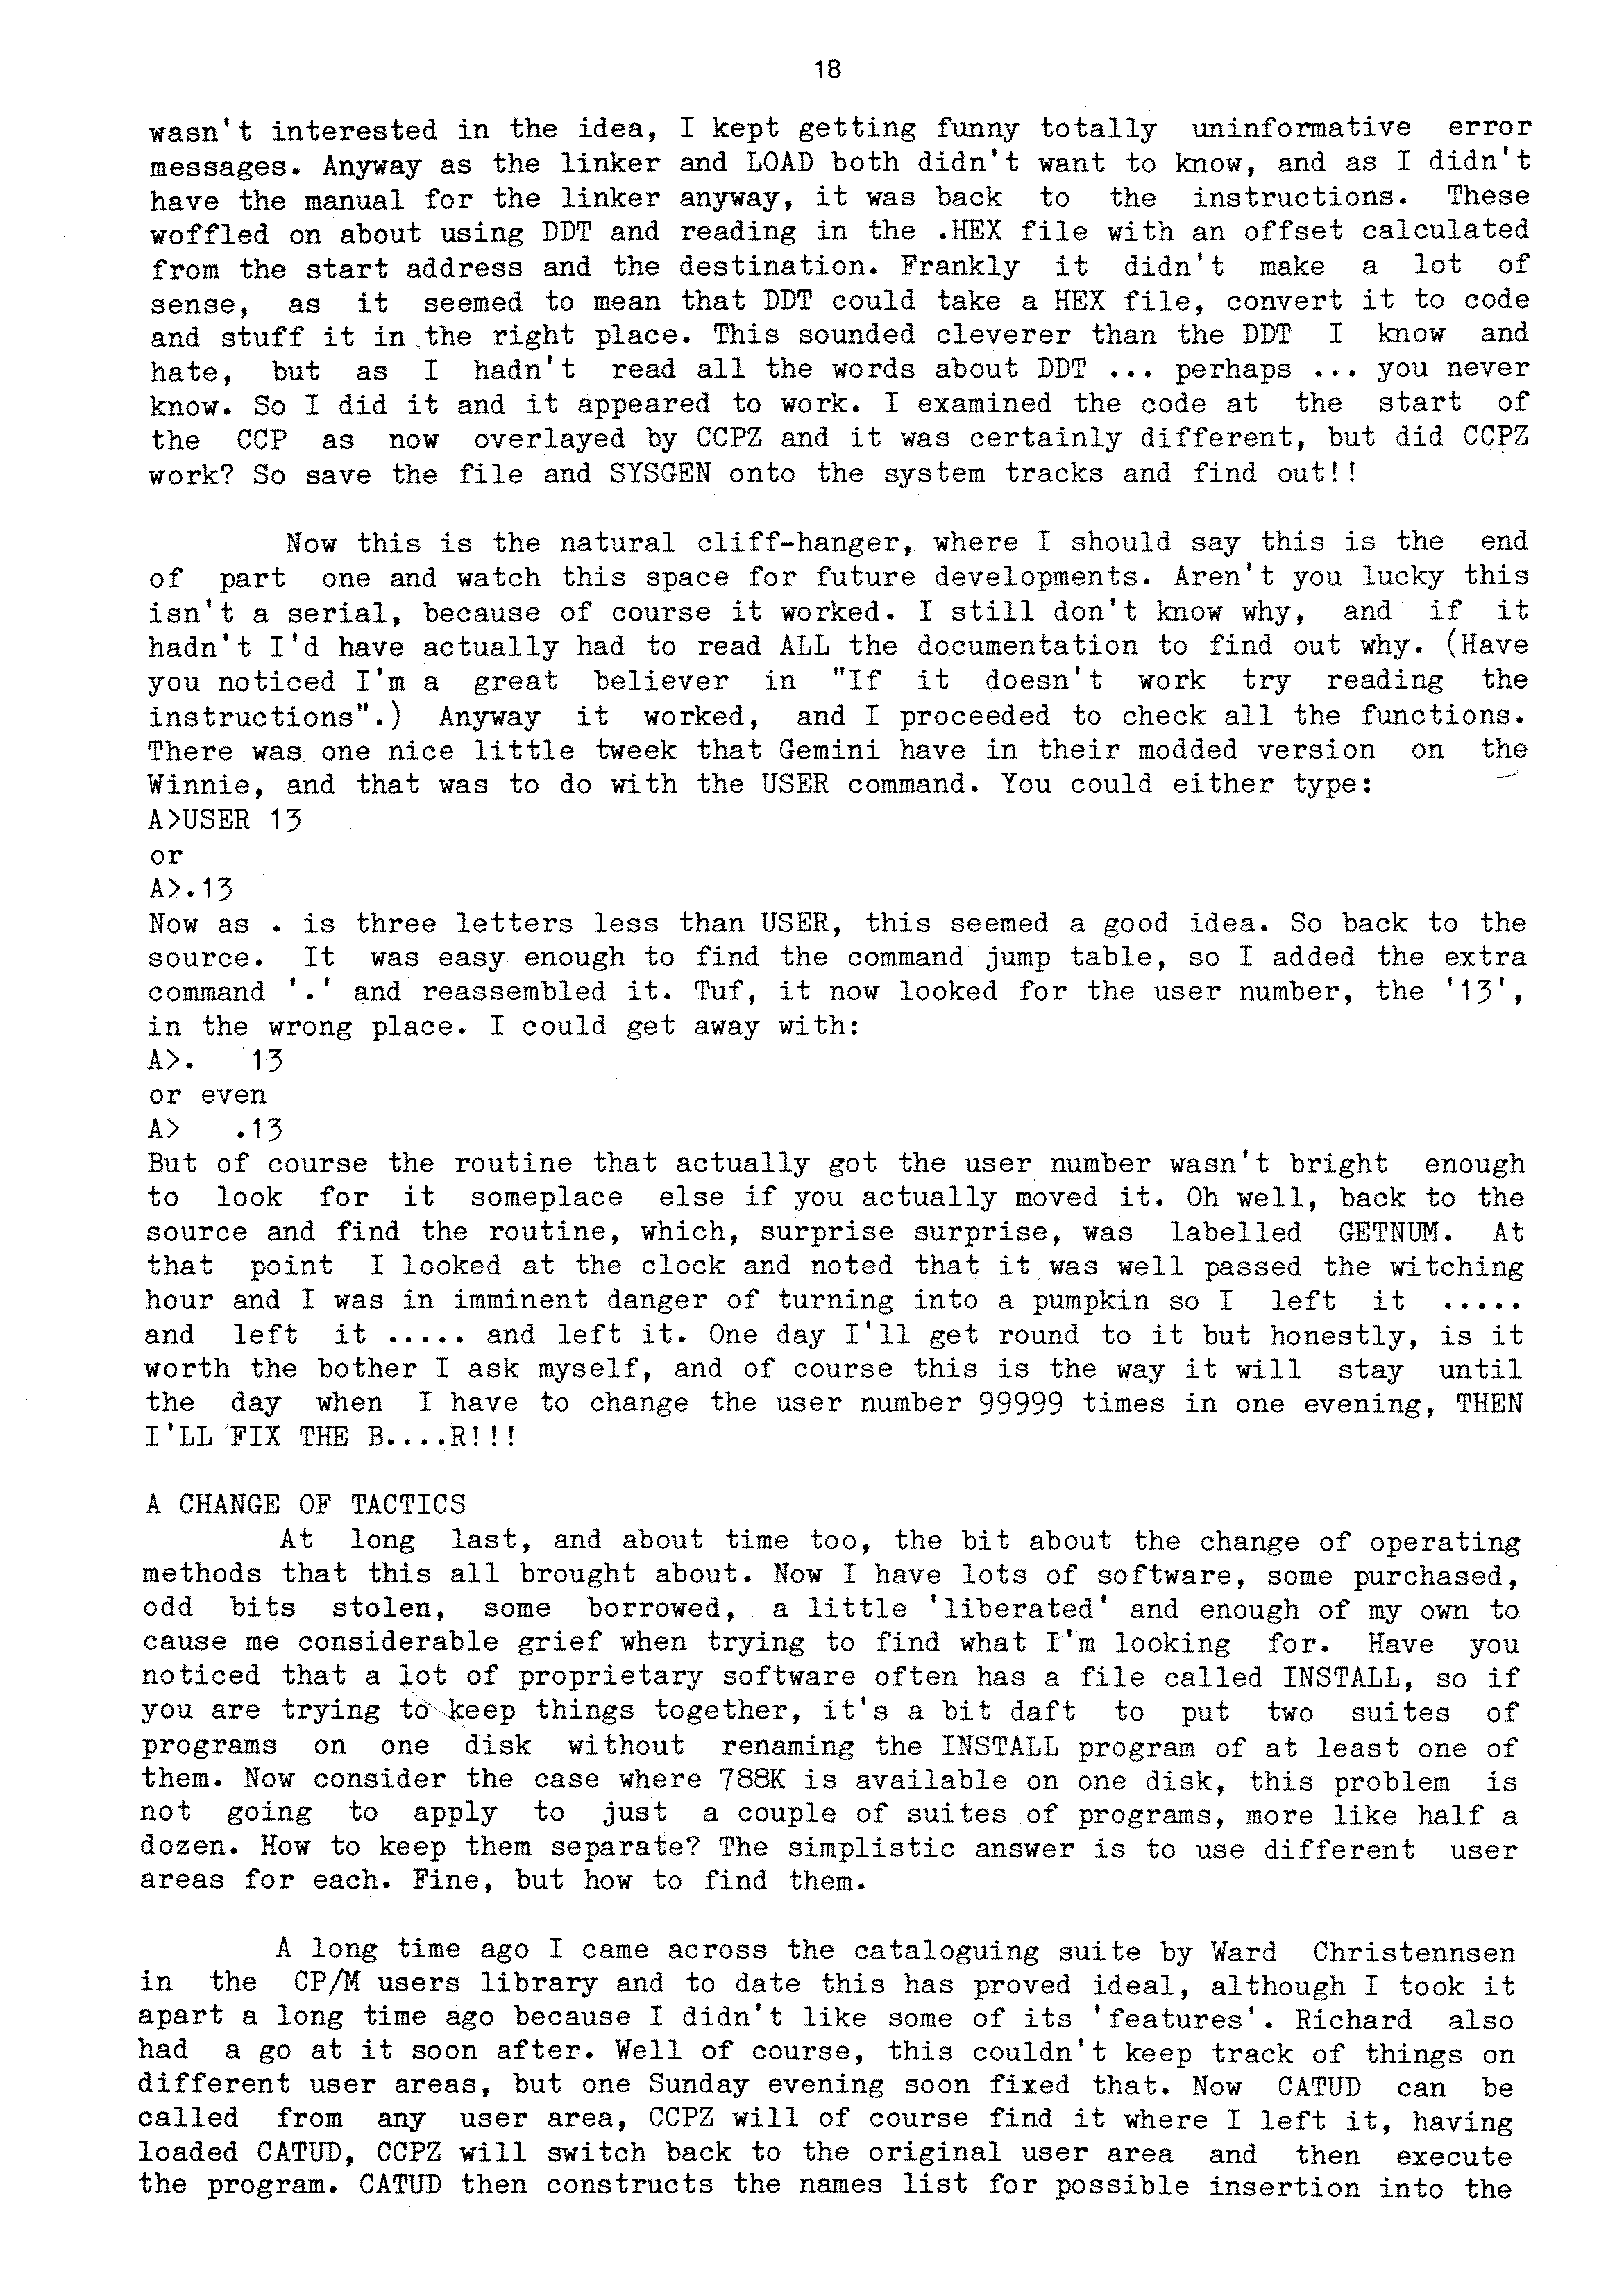 18
wasn't interested in the idea, I kept getting funny totally uninformative error
messages. Anyway as the linker and LOAD both didn't want to know, and as I didn't
have the manual for the linker anyway, it was back to the instructions. These
woffled on about using DDT and reading in the .HEX file with an offset calculated
from the start address and the destination. Frankly it didn't make a lot of
sense, as it seemed to mean that DDT could take a HEX file, convert it to code
and stuff it in the right place. This sounded cleverer than the DDT I know and
hate, but as I hadn't read all the words about DDT ... perhaps ... you never
know. So I did it and it appeared to work. I examined the code at the start of
the CCP as now overlayed by CCPZ and it was certainly different, but did CCPZ
work? So save the file and SYSGEN onto the system tracks and find out!!
Now this is the natural cliff-hanger, where I should say this is the end
of part one and watch this space for future developments. Aren't you lucky this
isn't a serial, because of course it worked. I still don't know why, and if it
hadn't I'd have actually had to read ALL the documentation to find out why. (Have
you noticed I'm a great believer in "If it doesn't work try reading the
instructions".) Anyway it worked, and I proceeded to check all the functions.
There was one nice little tweek that Gemini have in their modded version on the
Winnie, and that was to do with the USER command. You could either type:
A>USER 13
or
A>.13
Now as . is three letters less than USER, this seemed a good idea. So back to the
source. It was easy enough to find the command jump table, so I added the extra
command '.' and reassembled it. Tuf, it now looked for the user number, the '13',
in the wrong place. I could get away with:
A>.   13
or even
A>   .13
But of course the routine that actually got the user number wasn't bright enough
to look for it someplace else if you actually moved it. Oh well, back to the
source and find the routine, which, surprise surprise, was labelled GETNUM. At
that point I looked at the clock and noted that it was well passed the witching
hour and I was in imminent danger of turning into a pumpkin so I left it .....
and left it ..... and left it. One day I'll get round to it but honestly, is it
worth the bother I ask myself, and of course this is the way it will stay until
the day when I have to change the user number 99999 times in one evening, THEN
I'LL FIX THE B....R!!!
A CHANGE OF TACTICS
At long last, and about time too, the bit about the change of operating
methods that this all brought about. Now I have lots of software, some purchased,
odd bits stolen, some borrowed, a little 'liberated' and enough of my own to
cause me considerable grief when trying to find what I'm looking for. Have you
noticed that a lot of proprietary software often has a file called INSTALL, so if
you are trying to keep things together, it's a bit daft to put two suites of
programs on one disk without renaming the INSTALL program of at least one of
them. Now consider the case where 788K is available on one disk, this problem is
not going to apply to just a couple of suites of programs, more like half a
dozen. How to keep them separate? The simplistic answer is to use different user
areas for each. Fine, but how to find them.
A long time ago I came across the cataloguing suite by Ward Christennsen
in the CP/M users library and to date this has proved ideal, although I took it
apart a long time ago because I didn't like some of its 'features'. Richard also
had a go at it soon after. Well of course, this couldn't keep track of things on
different user areas, but one Sunday evening soon fixed that. Now CATUD can be
called from any user area, CCPZ will of course find it where I left it, having
loaded CATUD, CCPZ will switch back to the original user area and then execute
the program. CATUD then constructs the names list for possible insertion into the